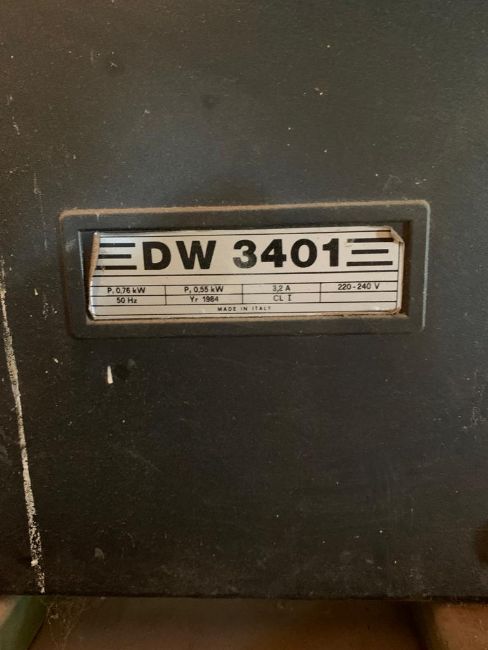 DW 3401
P, 0,76 kW P, 0,55 kW 3,2 A 220-240 V
50 Hz Yr 1984 CL I
MADE IN ITALY